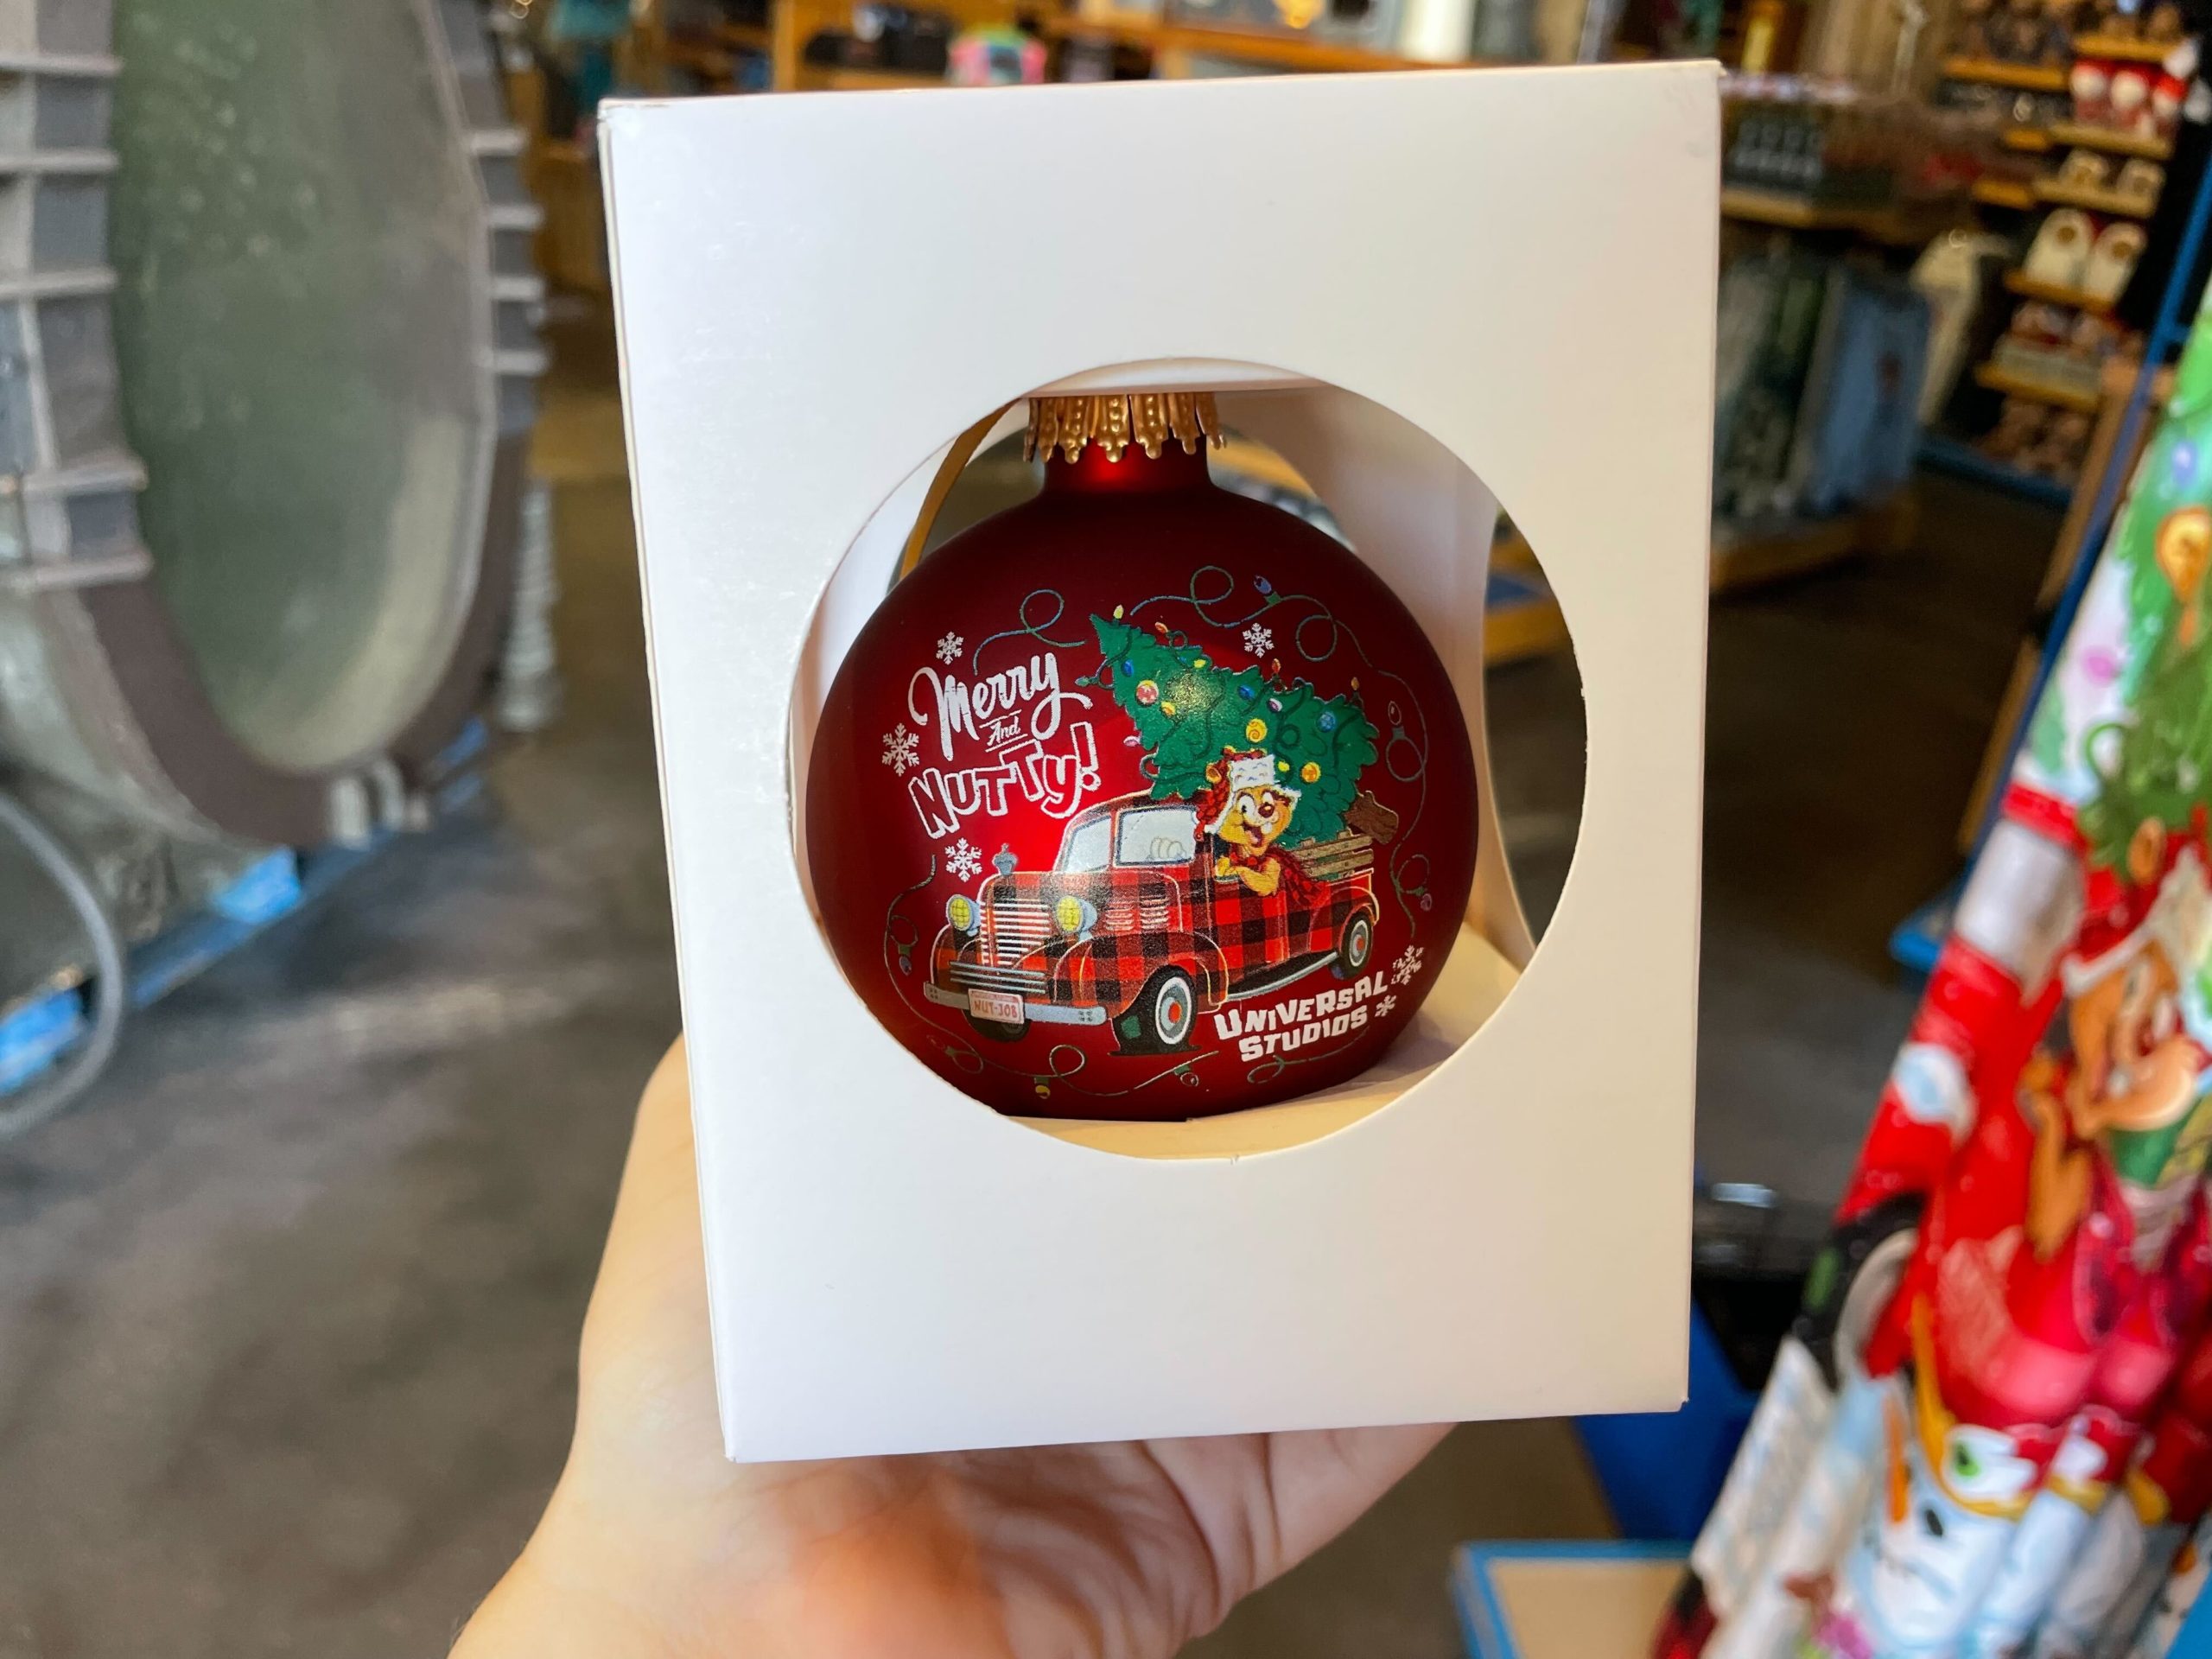 Merry
And
NUTTY!
NUT-JOB
UNIVERSAL
STUDIOS